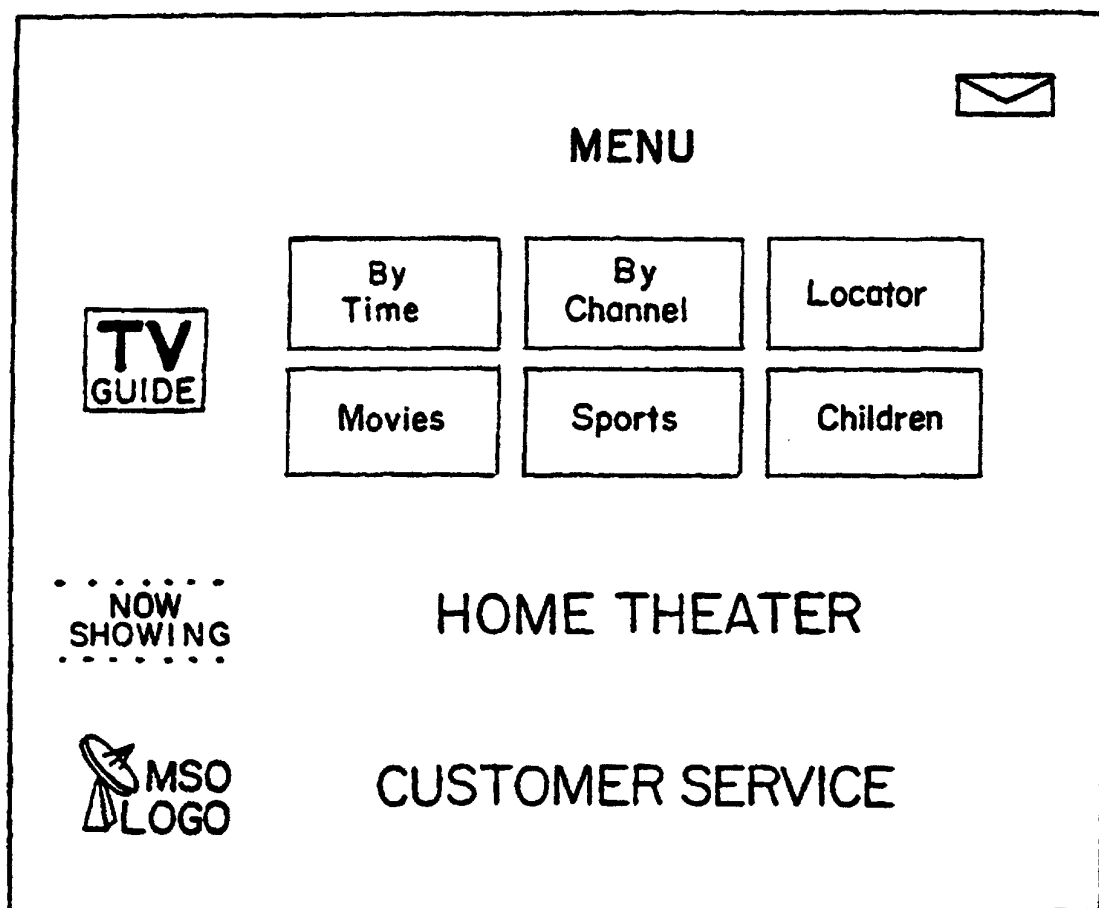 MENU
By
Time
By
Channel
Locator
TV
GUIDE
Movies
Sports
Children
NOW
SHOWING
HOME THEATER
MSO
LOGO
CUSTOMER SERVICE